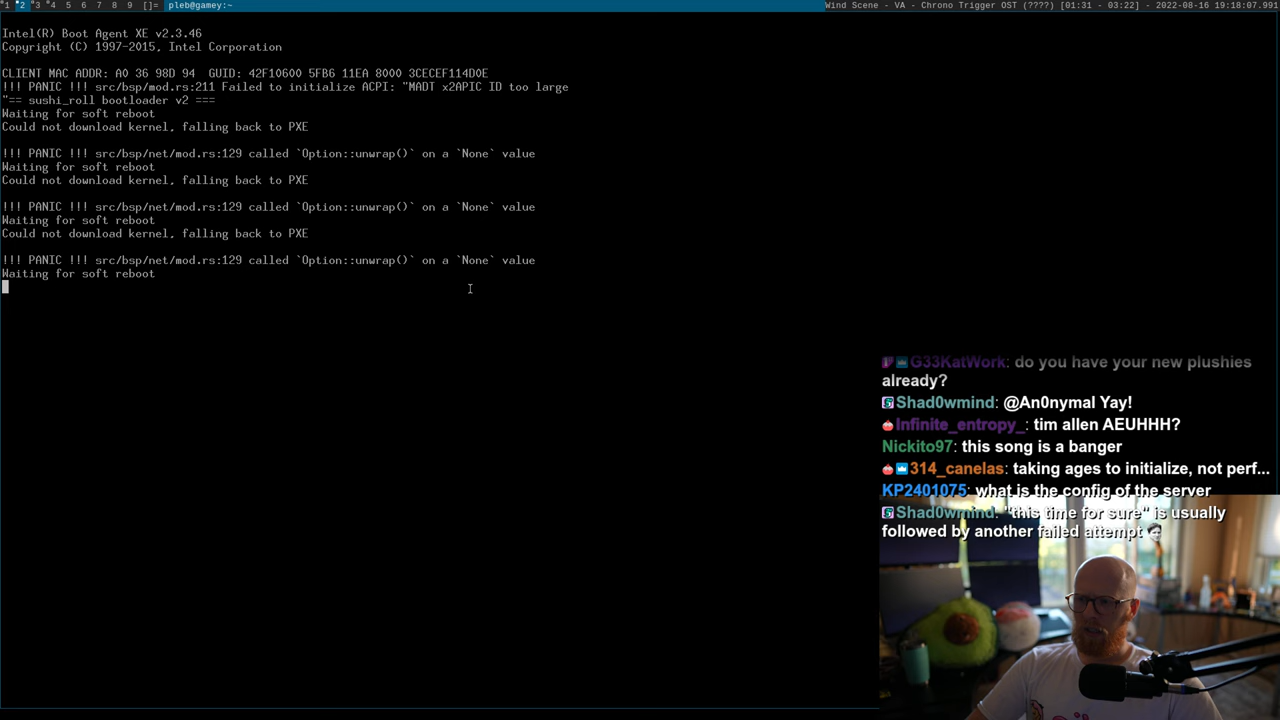 1 2 3 4 5 6 7 8 9 []= pleb@gamey:~ Wind Scene - VA - Chrono Trigger OST (????) [01:31 - 03:22] - 2022-08-16 19:18:07.991
Intel(R) Boot Agent XE v2.3.46
Copyright (C) 1997-2015, Intel Corporation
CLIENT MAC ADDR: A0 36 98D 94  GUID: 42F10600 5FB6 11EA 8000 3CECEF114D0E
!!! PANIC !!! src/bsp/mod.rs:211 Failed to initialize ACPI: "MADT x2APIC ID too large
"== sushi_roll bootloader v2 ===
Waiting for soft reboot
Could not download kernel, falling back to PXE
!!! PANIC !!! src/bsp/net/mod.rs:129 called `Option::unwrap()` on a `None` value
Waiting for soft reboot
Could not download kernel, falling back to PXE
!!! PANIC !!! src/bsp/net/mod.rs:129 called `Option::unwrap()` on a `None` value
Waiting for soft reboot
Could not download kernel, falling back to PXE
!!! PANIC !!! src/bsp/net/mod.rs:129 called `Option::unwrap()` on a `None` value
Waiting for soft reboot
G33KatWork: do you have your new plushies
already?
Shad0wmind: @An0nymal Yay!
Infinite_entropy_: tim allen AEUHHH?
Nickito97: this song is a banger
314_canelas: taking ages to initialize, not perf...
KP2401075: what is the config of the server
Shad0wmind: "this time for sure" is usually
followed by another failed attempt